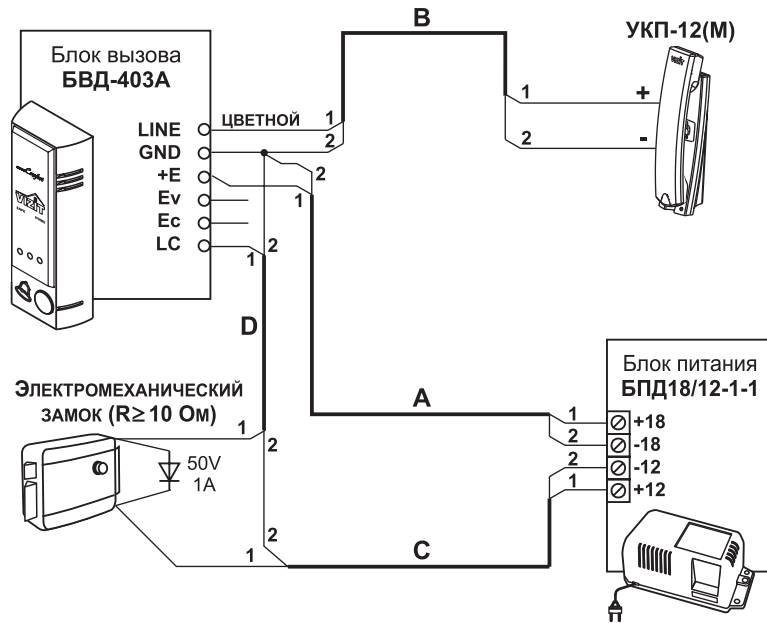 B
УКП-12(М)
Блок вызова
БВД-403А
1
+
LINE
ЦВЕТНОЙ
1
2
GND
2
-
+E
2
1
Ev
Ec
LC
1
2
VIZIT
D
Блок питания
БПД18/12-1-1
ЭЛЕКТРОМЕХАНИЧЕСКИЙ
ЗАМОК (R≥10 ОМ)
A
1
+18
1
2
2
-18
50V
1A
2
-12
1
+12
2
1
C